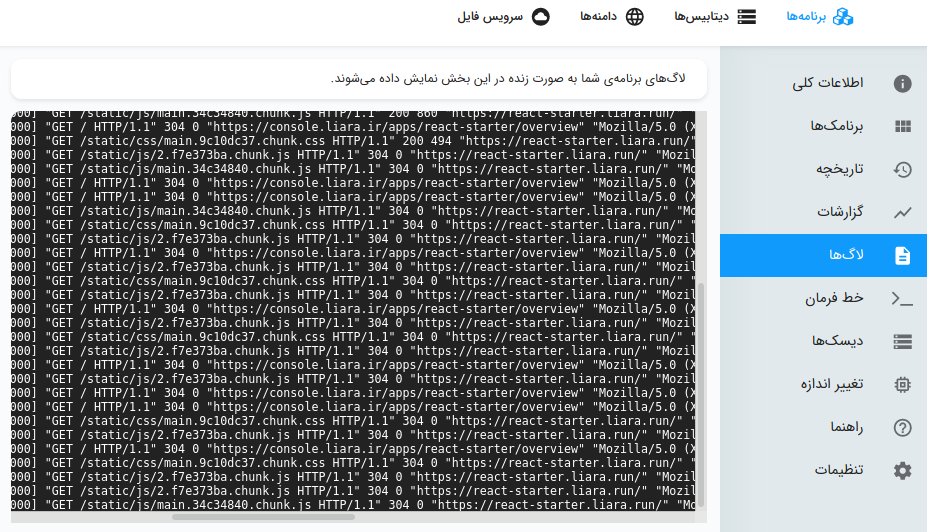 برنامه‌ها
دیتابیس‌ها
دامنه‌ها
سرویس فایل
اطلاعات کلی
برنامک‌ها
تاریخچه
گزارشات
لاگ‌ها
خط فرمان
دیسک‌ها
تغییر اندازه
راهنما
تنظیمات
لاگ‌های برنامه‌ی شما به صورت زنده در این بخش نمایش داده می‌شوند.
000] "GET /static/js/main.34c34840.chunk.js HTTP/1.1" 200 860 "https://react-starter.liara.run/"
000] "GET / HTTP/1.1" 304 0 "https://console.liara.ir/apps/react-starter/overview" "Mozilla/5.0 (X
000] "GET /static/css/main.9c10dc37.chunk.css HTTP/1.1" 200 494 "https://react-starter.liara.run/"
000] "GET /static/js/2.f7e373ba.chunk.js HTTP/1.1" 304 0 "https://react-starter.liara.run/" "Mozil
000] "GET /static/js/main.34c34840.chunk.js HTTP/1.1" 304 0 "https://react-starter.liara.run/" "Mo
000] "GET / HTTP/1.1" 304 0 "https://console.liara.ir/apps/react-starter/overview" "Mozilla/5.0 (X
000] "GET / HTTP/1.1" 304 0 "https://console.liara.ir/apps/react-starter/overview" "Mozilla/5.0 (X
000] "GET /static/js/main.34c34840.chunk.js HTTP/1.1" 304 0 "https://react-starter.liara.run/" "Mo
000] "GET /static/css/main.9c10dc37.chunk.css HTTP/1.1" 304 0 "https://react-starter.liara.run/" "
000] "GET /static/js/2.f7e373ba.chunk.js HTTP/1.1" 304 0 "https://react-starter.liara.run/" "Mozil
000] "GET / HTTP/1.1" 304 0 "https://console.liara.ir/apps/react-starter/overview" "Mozilla/5.0 (X
000] "GET /static/js/2.f7e373ba.chunk.js HTTP/1.1" 304 0 "https://react-starter.liara.run/" "Mozil
000] "GET /static/css/main.9c10dc37.chunk.css HTTP/1.1" 304 0 "https://react-starter.liara.run/" "
000] "GET /static/js/2.f7e373ba.chunk.js HTTP/1.1" 304 0 "https://react-starter.liara.run/" "Mozil
000] "GET / HTTP/1.1" 304 0 "https://console.liara.ir/apps/react-starter/overview" "Mozilla/5.0 (X
000] "GET /static/js/2.f7e373ba.chunk.js HTTP/1.1" 304 0 "https://react-starter.liara.run/" "Mozil
000] "GET /static/css/main.9c10dc37.chunk.css HTTP/1.1" 304 0 "https://react-starter.liara.run/" "
000] "GET /static/js/2.f7e373ba.chunk.js HTTP/1.1" 304 0 "https://react-starter.liara.run/" "Mozil
000] "GET / HTTP/1.1" 304 0 "https://console.liara.ir/apps/react-starter/overview" "Mozilla/5.0 (X
000] "GET /static/js/2.f7e373ba.chunk.js HTTP/1.1" 304 0 "https://react-starter.liara.run/" "Mozil
000] "GET / HTTP/1.1" 304 0 "https://console.liara.ir/apps/react-starter/overview" "Mozilla/5.0 (X
000] "GET / HTTP/1.1" 304 0 "https://console.liara.ir/apps/react-starter/overview" "Mozilla/5.0 (X
000] "GET /static/css/main.9c10dc37.chunk.css HTTP/1.1" 304 0 "https://react-starter.liara.run/" "
000] "GET /static/js/2.f7e373ba.chunk.js HTTP/1.1" 304 0 "https://react-starter.liara.run/" "Mozil
000] "GET / HTTP/1.1" 304 0 "https://console.liara.ir/apps/react-starter/overview" "Mozilla/5.0 (X
000] "GET /static/css/main.9c10dc37.chunk.css HTTP/1.1" 304 0 "https://react-starter.liara.run/" "
000] "GET /static/js/2.f7e373ba.chunk.js HTTP/1.1" 304 0 "https://react-starter.liara.run/" "Mozil
000] "GET /static/js/2.f7e373ba.chunk.js HTTP/1.1" 304 0 "https://react-starter.liara.run/" "Mozil
000] "GET /static/js/main.34c34840.chunk.js HTTP/1.1" 304 0 "https://react-starter.liara.run/" "Mo